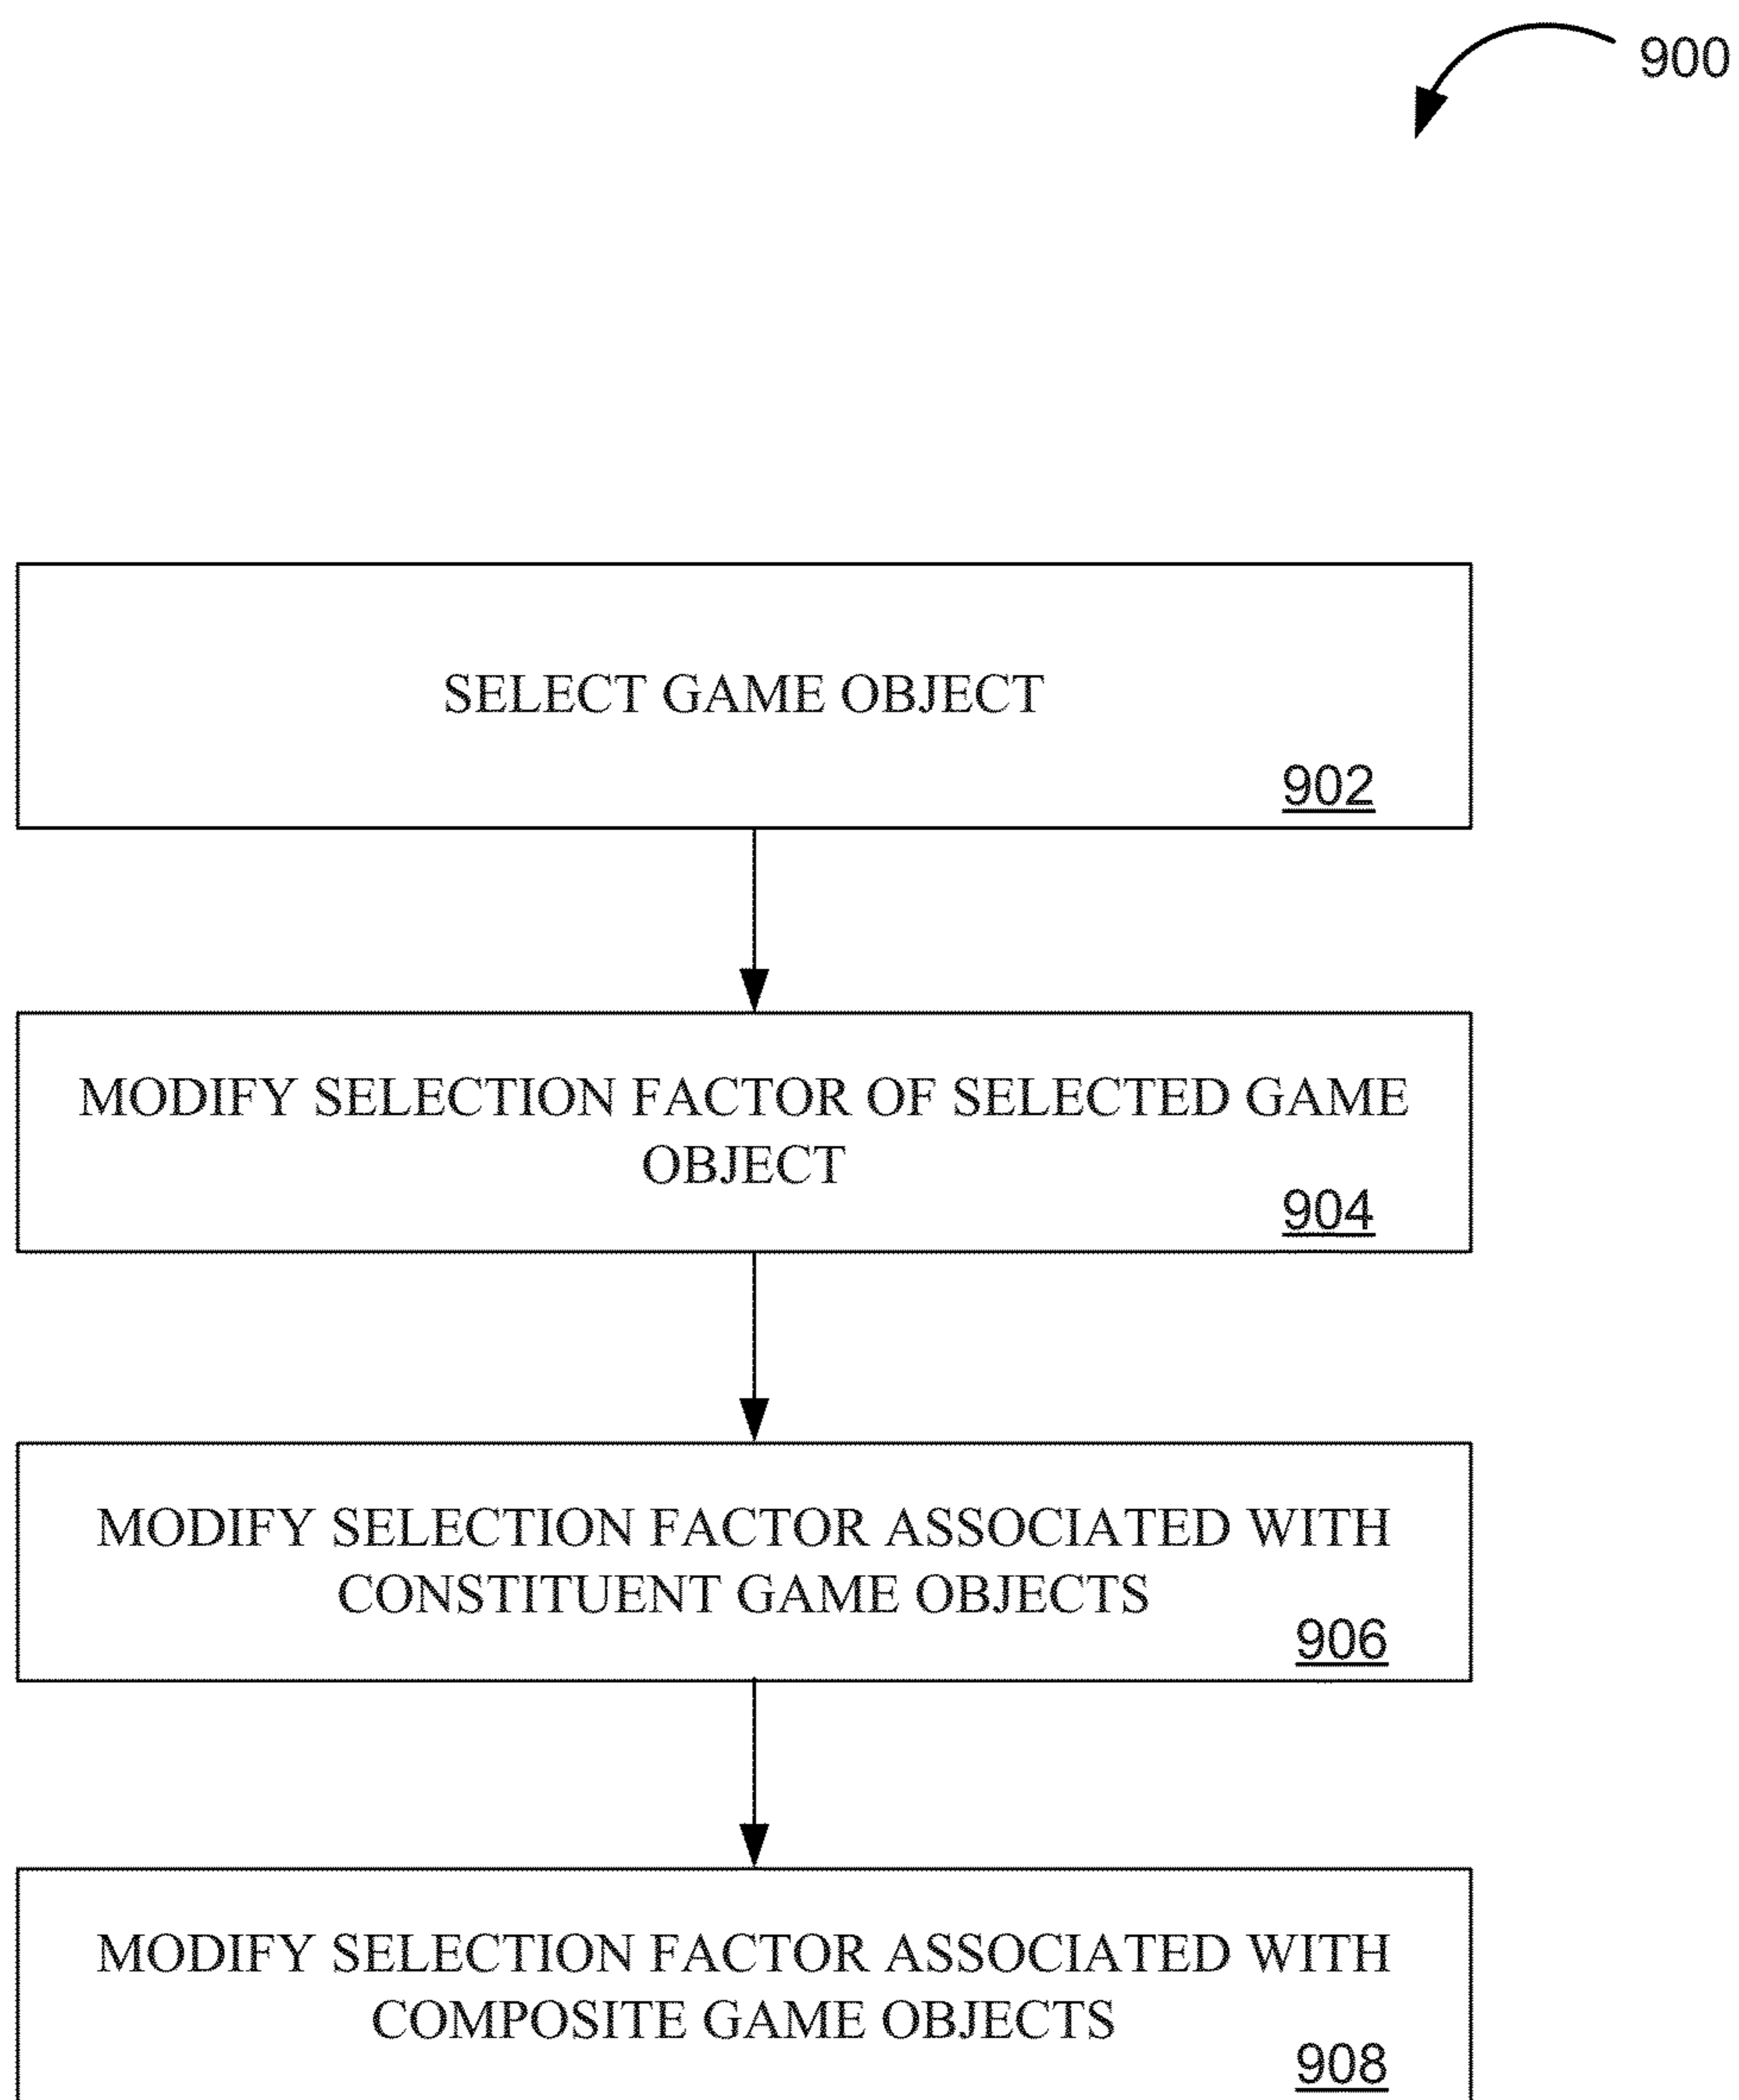 900
SELECT GAME OBJECT
902
MODIFY SELECTION FACTOR OF SELECTED GAME
OBJECT
904
MODIFY SELECTION FACTOR ASSOCIATED WITH
CONSTITUENT GAME OBJECTS
906
MODIFY SELECTION FACTOR ASSOCIATED WITH
COMPOSITE GAME OBJECTS
908